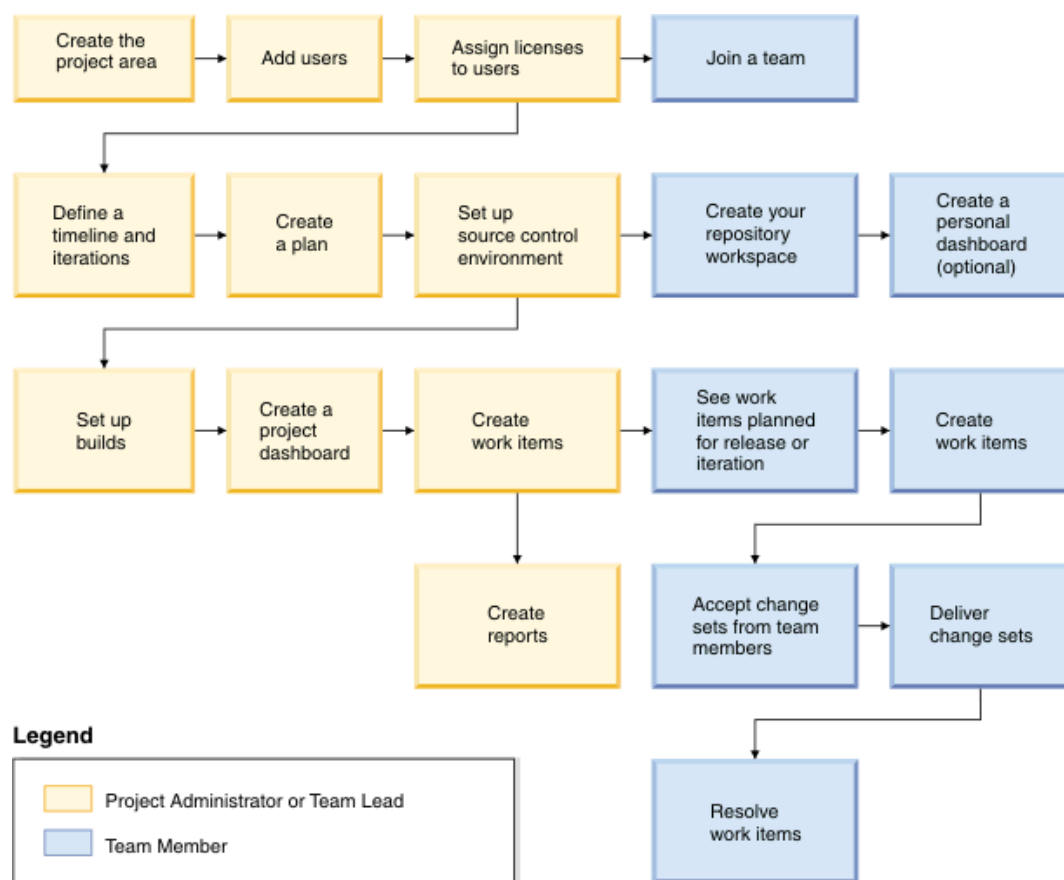 Create the
project area
Add users
Assign licenses
to users
Join a team
Define a
timeline and
iterations
Create
a plan
Set up
source control
environment
Create your
repository
workspace
Create a
personal
dashboard
(optional)
Set up
builds
Create a
project
dashboard
Create
work items
See work
items planned
for release or
iteration
Create
work items
Create
reports
Accept change
sets from team
members
Deliver
change sets
Legend
Project Administrator or Team Lead
Team Member
Resolve
work items